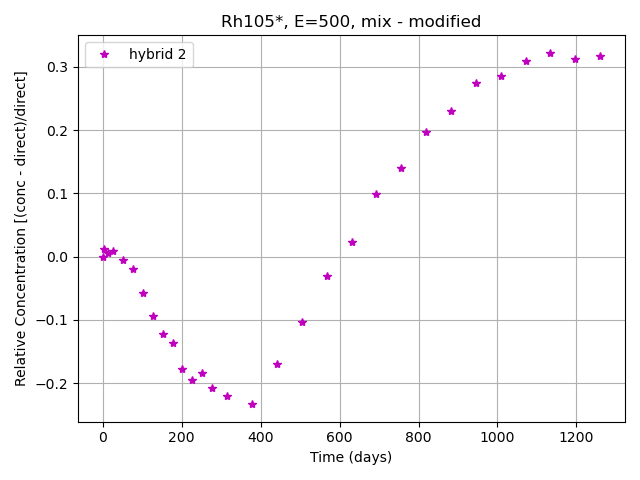 Rh105*, E=500, mix - modified
hybrid 2
Relative Concentration [(conc - direct)/direct]
0.3
0.2
0.1
0.0
−0.1
−0.2
0 200 400 600 800 1000 1200
Time (days)